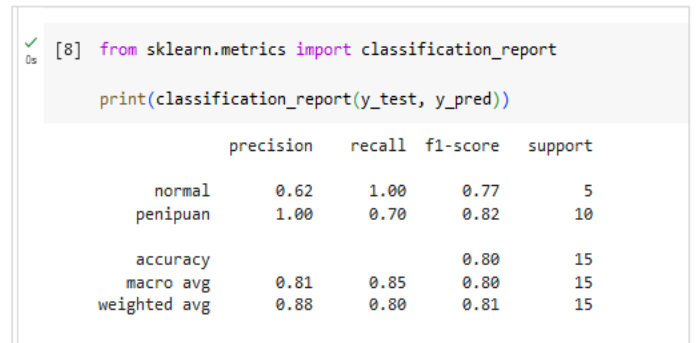 [8] from sklearn.metrics import classification_report
0s
print(classification_report(y_test, y_pred))
precision recall f1-score support
normal 0.62 1.00 0.77 5
penipuan 1.00 0.70 0.82 10
accuracy 0.80 15
macro avg 0.81 0.85 0.80 15
weighted avg 0.88 0.80 0.81 15